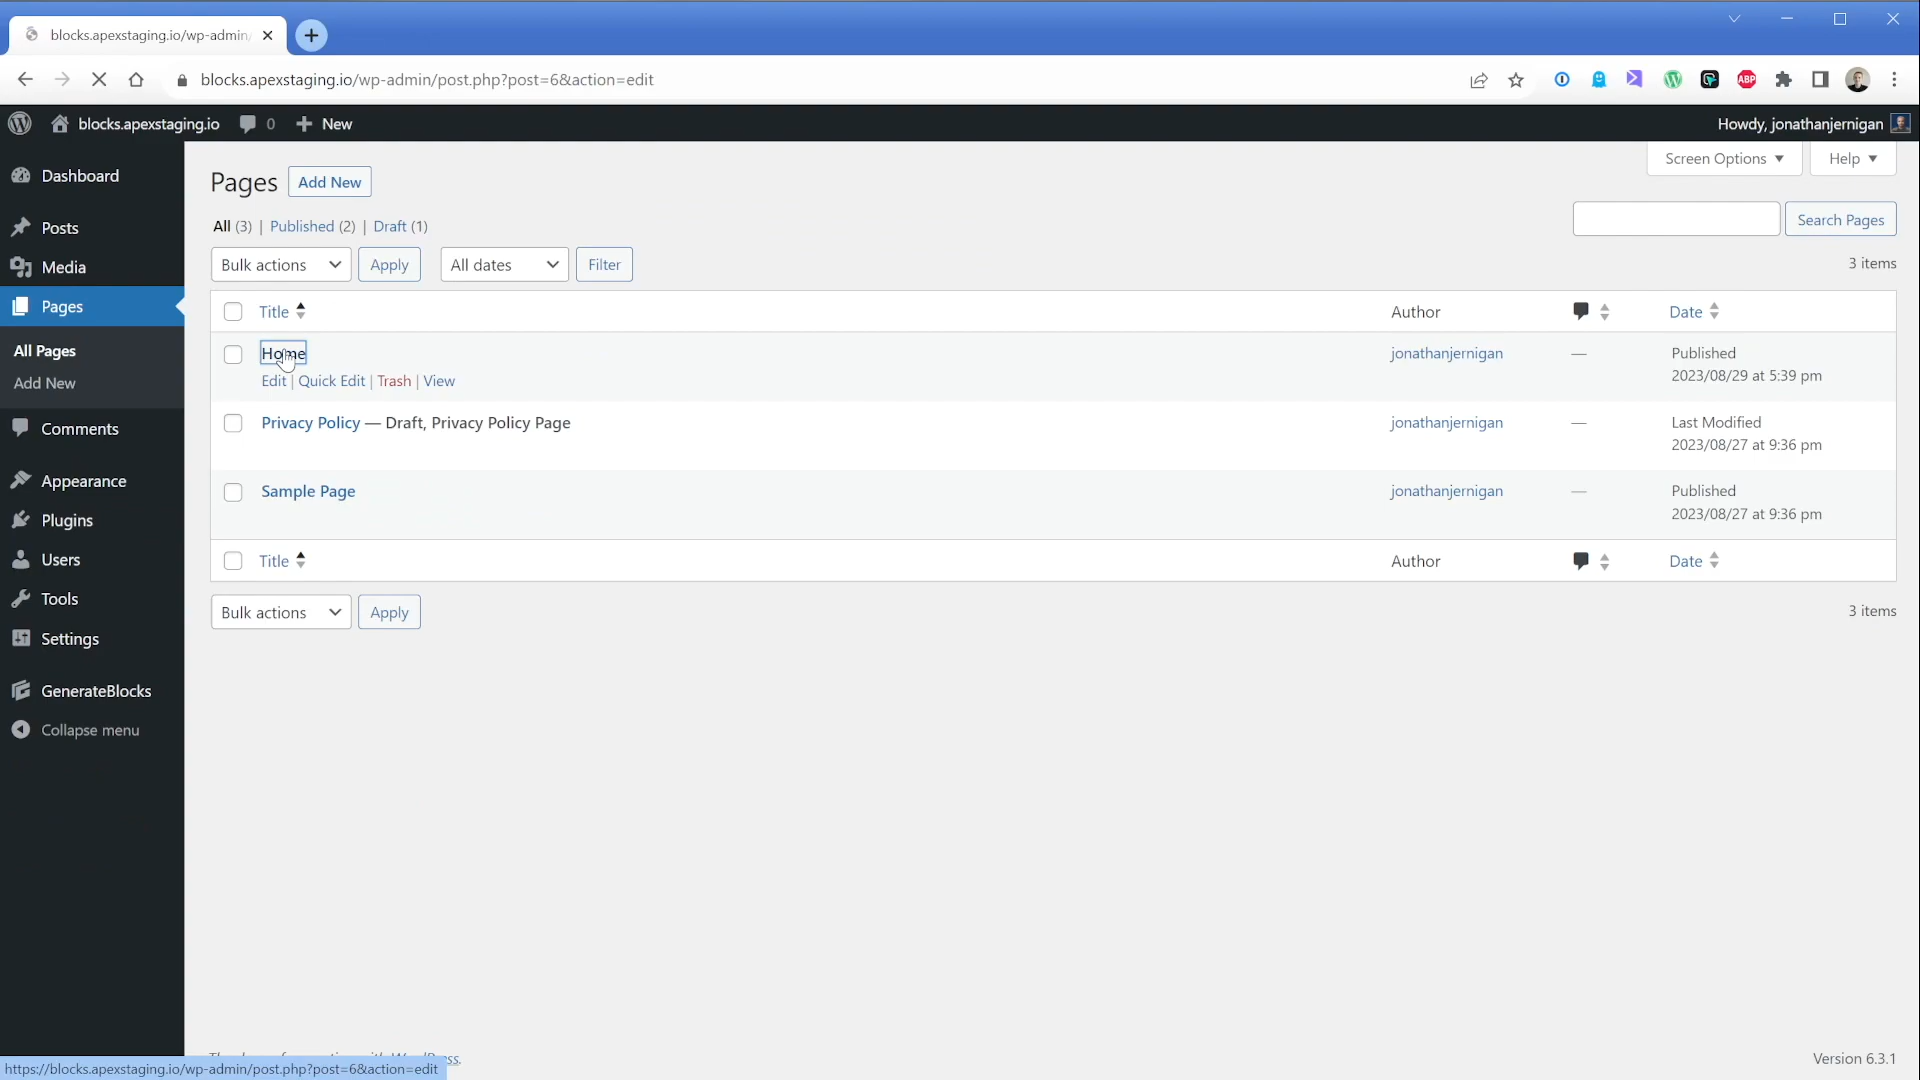 blocks.apexstaging.io/wp-admin/
blocks.apexstaging.io/wp-admin/post.php?post=6&action=edit
ABP
blocks.apexstaging.io 0 New Howdy, jonathanjernigan
Screen Options Help
Dashboard
Posts
Media
Pages
All Pages
Add New
Comments
Appearance
Plugins
Users
Tools
Settings
GenerateBlocks
Collapse menu
Pages Add New
All (3) | Published (2) | Draft (1)
Search Pages
Bulk actions Apply All dates Filter
3 items
Title Author Date
Home jonathanjernigan — Published
2023/08/29 at 5:39 pm
Edit | Quick Edit | Trash | View
Privacy Policy — Draft, Privacy Policy Page jonathanjernigan — Last Modified
2023/08/27 at 9:36 pm
Sample Page jonathanjernigan — Published
2023/08/27 at 9:36 pm
Title Author Date
Bulk actions Apply
3 items
Version 6.3.1
https://blocks.apexstaging.io/wp-admin/post.php?post=6&action=edit